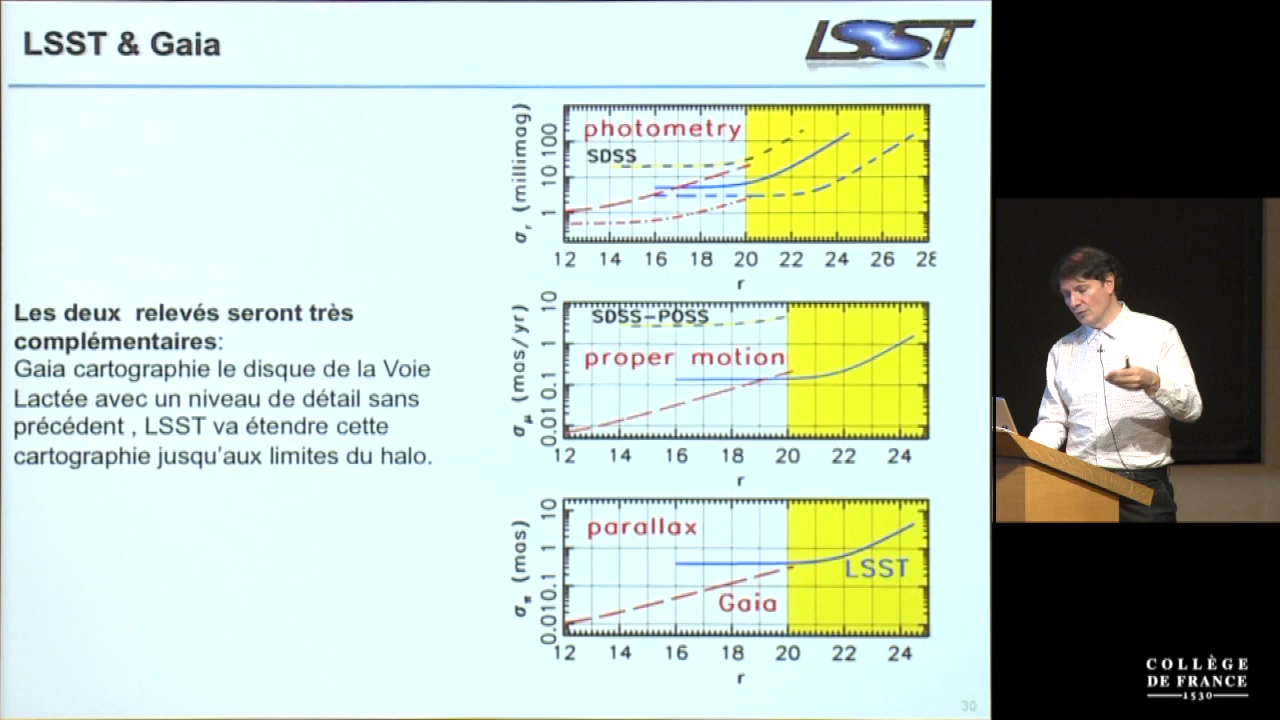 LSST & Gaia
LSST
Les deux relevés seront très
complémentaires:
Gaia cartographie le disque de la Voie
Lactée avec un niveau de détail sans
précédent , LSST va étendre cette
cartographie jusqu'aux limites du halo.
photometry
SDSS
σr (millimag)
100
10
1
12 14 16 18 20 22 24 26 28
r
SDSS-POSS
proper motion
σμ (mas/yr)
10
1
0.1
0.01
12 14 16 18 20 22 24
r
parallax
LSST
Gaia
σπ (mas)
10
1
0.1
0.01
12 14 16 18 20 22 24
r
30
COLLÈGE
DE FRANCE
1530